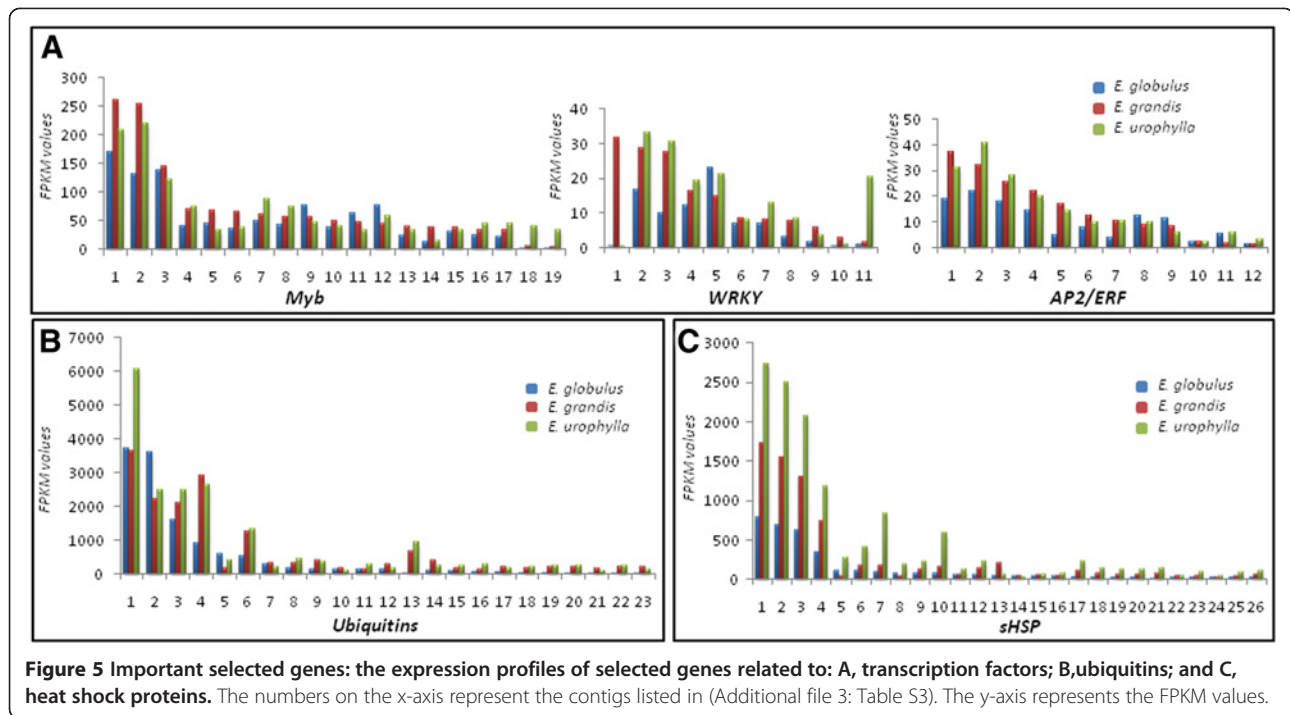 A
FPKM values
300
250
200
150
100
50
0
1 2 3 4 5 6 7 8 9 10 11 12 13 14 15 16 17 18 19
Myb
FPKM values
40
30
20
10
0
1 2 3 4 5 6 7 8 9 10 11
WRKY
E. globulus
E. grandis
E. urophylla
FPKM values
50
40
30
20
10
0
1 2 3 4 5 6 7 8 9 10 11 12
AP2/ERF
B
FPKM values
7000
6000
5000
4000
3000
2000
1000
0
E. globulus
E. grandis
E. urophylla
1 2 3 4 5 6 7 8 9 10 11 12 13 14 15 16 17 18 19 20 21 22 23
Ubiquitins
C
FPKM values
3000
2500
2000
1500
1000
500
0
E. globulus
E. grandis
E. urophylla
1 2 3 4 5 6 7 8 9 10 11 12 13 14 15 16 17 18 19 20 21 22 23 24 25 26
sHSP
Figure 5 Important selected genes: the expression profiles of selected genes related to: A, transcription factors; B,ubiquitins; and C,
heat shock proteins. The numbers on the x-axis represent the contigs listed in (Additional file 3: Table S3). The y-axis represents the FPKM values.